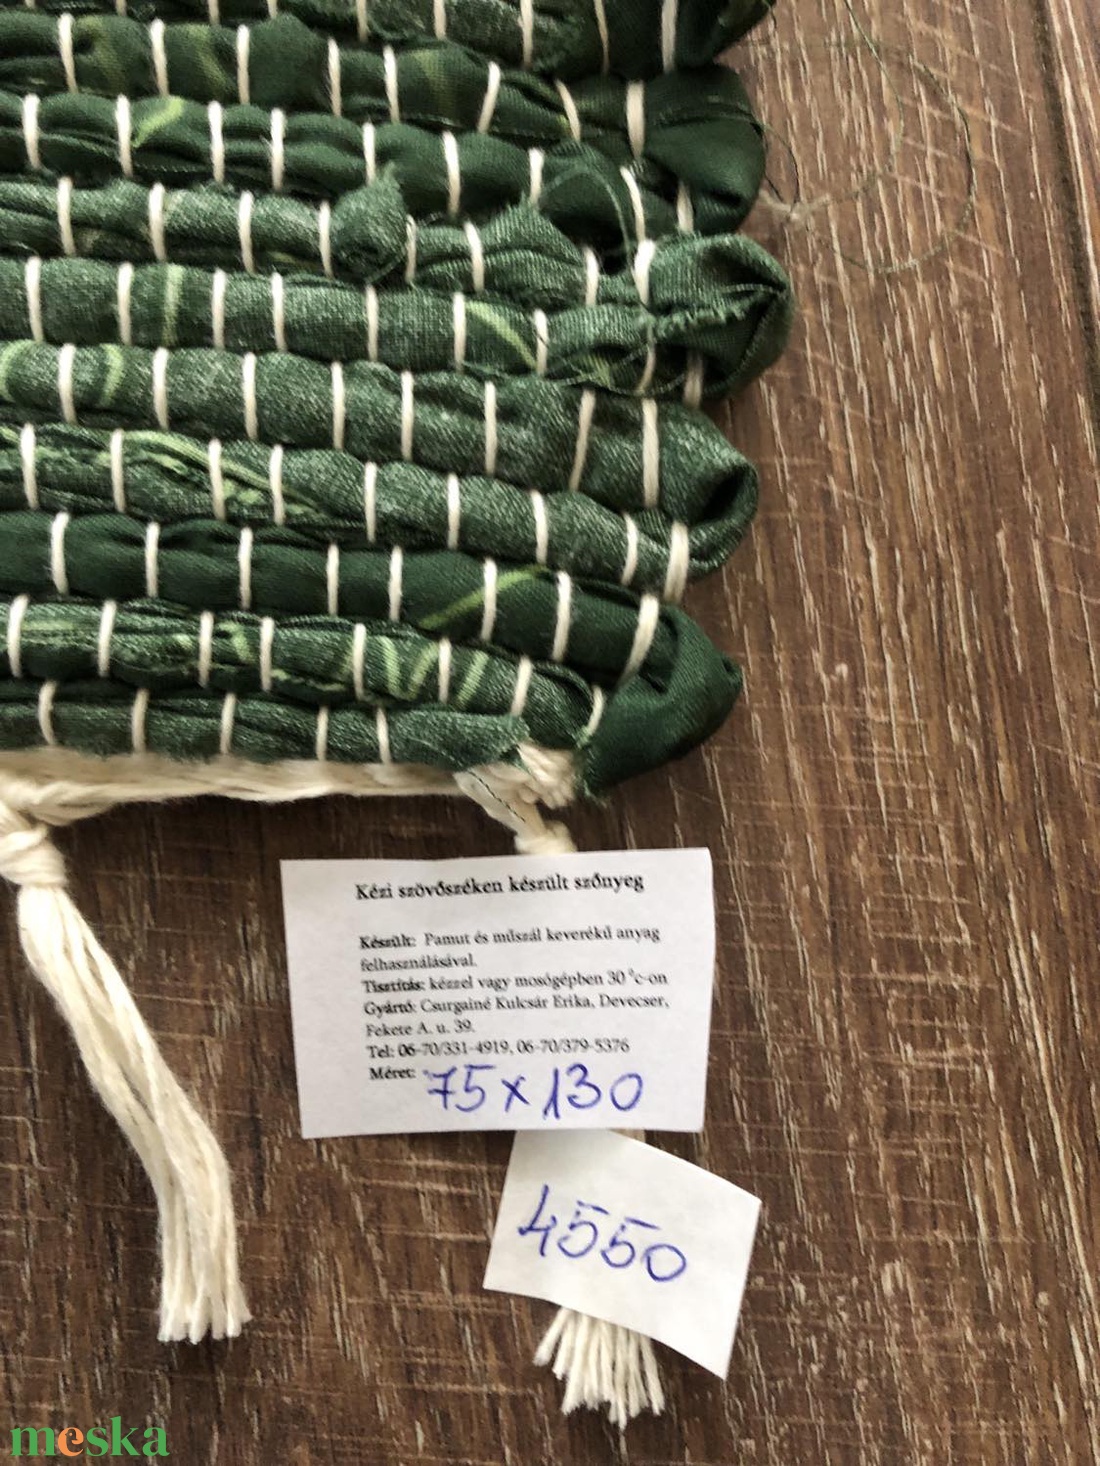 Kézi szövőszéken készült szőnyeg
Készült: Pamut és műszál keverékű anyag
felhasználásával.
Tisztítás: kézzel vagy mosógépben 30 °c-on
Gyártó: Csurgainé Kulcsár Erika, Devecser,
Fekete A. u. 39.
Tel: 06-70/331-4919, 06-70/379-5376
Méret: 75x130
4550
meska